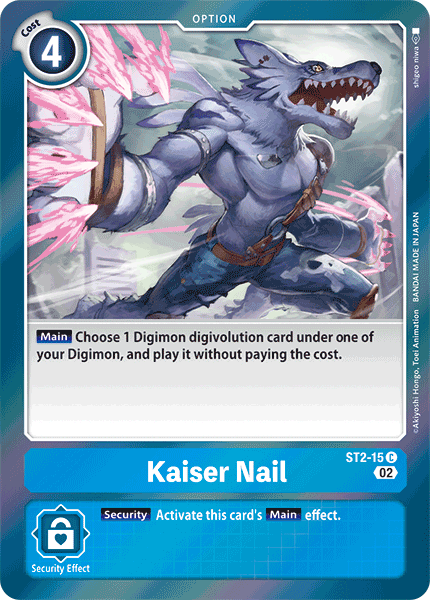 OPTION
Cost
4
shigeo niwa
©Akiyoshi Hongo, Toei Animation BANDAI MADE IN JAPAN
Main Choose 1 Digimon digivolution card under one of
your Digimon, and play it without paying the cost.
ST2-15 C
Kaiser Nail
02
Security Activate this card's Main effect.
Security Effect